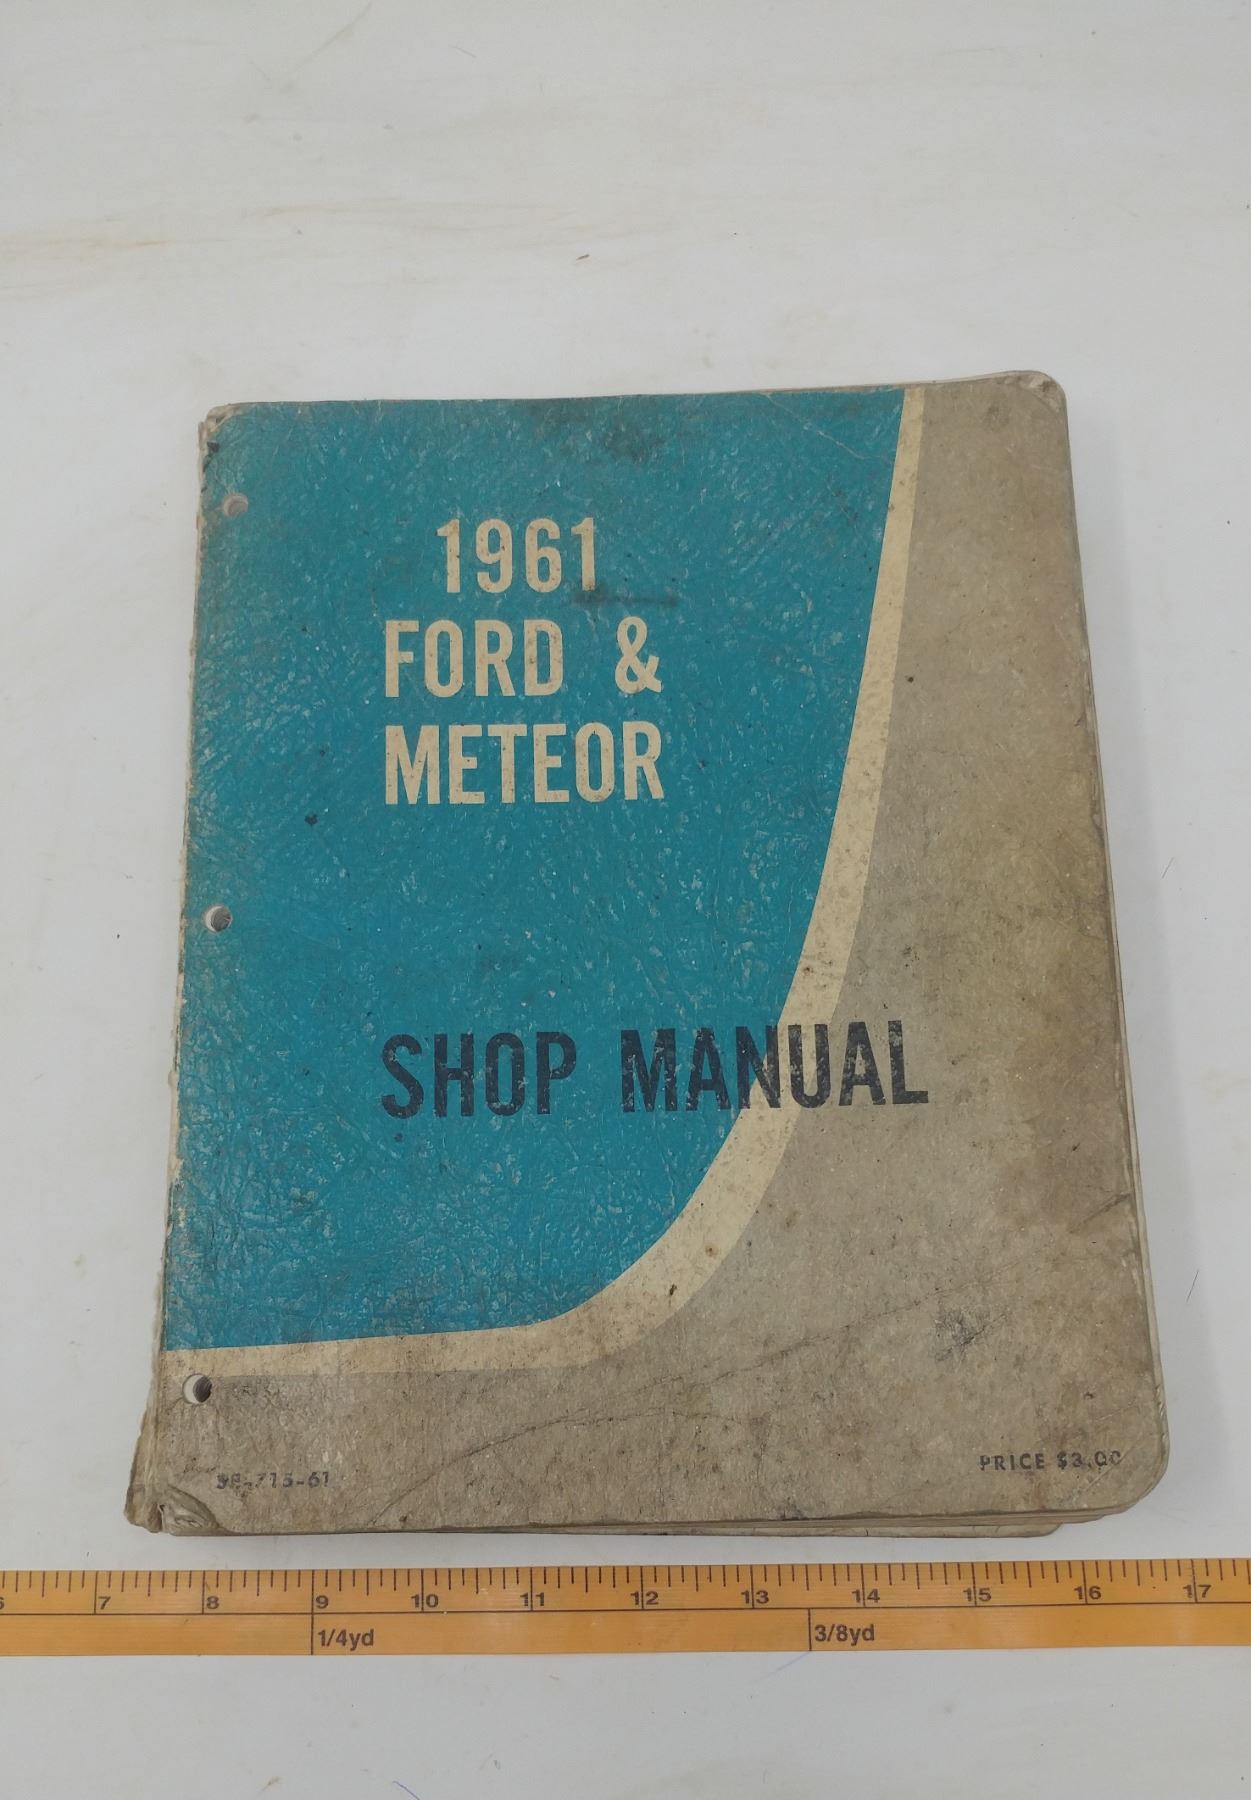 1961
FORD &
METEOR
SHOP MANUAL
PRICE $3.00
7 8 9 10 11 12 13 14 15 16 17
1/4yd 3/8yd